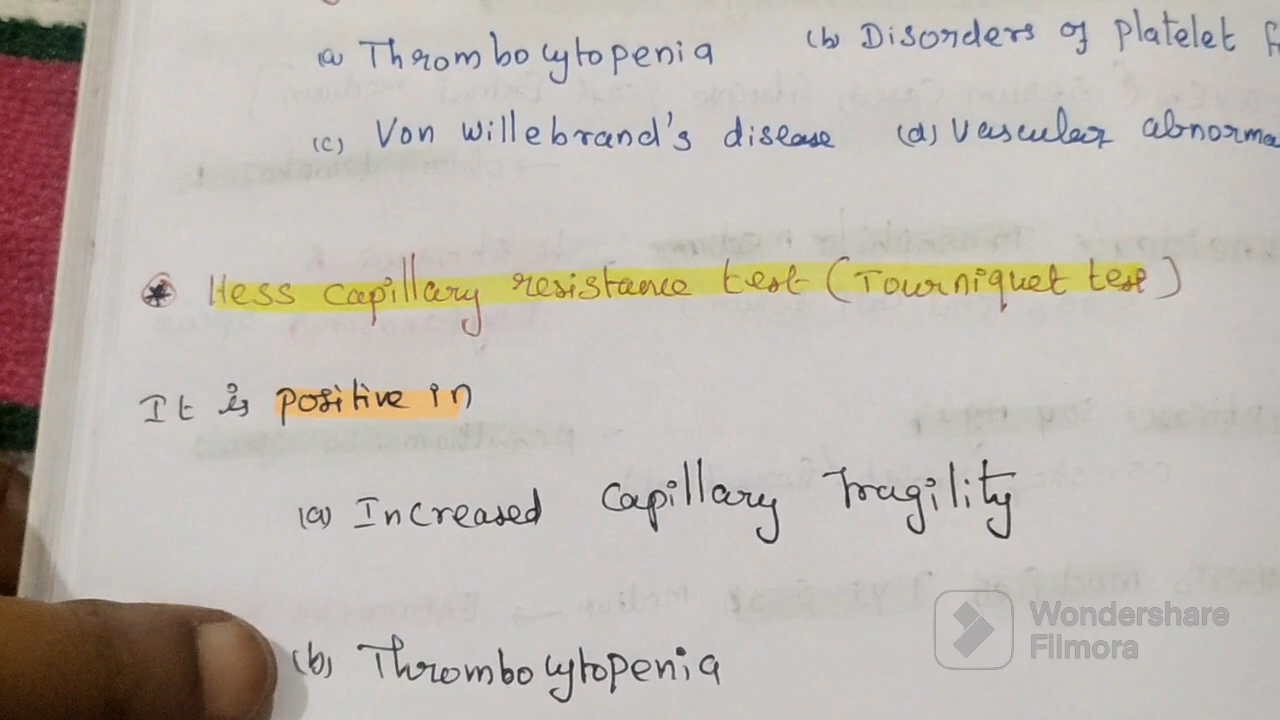 (a) Thrombocytopenia (b) Disorders of platelet
(c) Von Willebrand's disease (d) Vascular abnorma
* Hess capillary resistance test (Tourniquet test)
It is positive in
(a) Increased capillary fragility
(b) Thrombocytopenia
Wondershare
Filmora